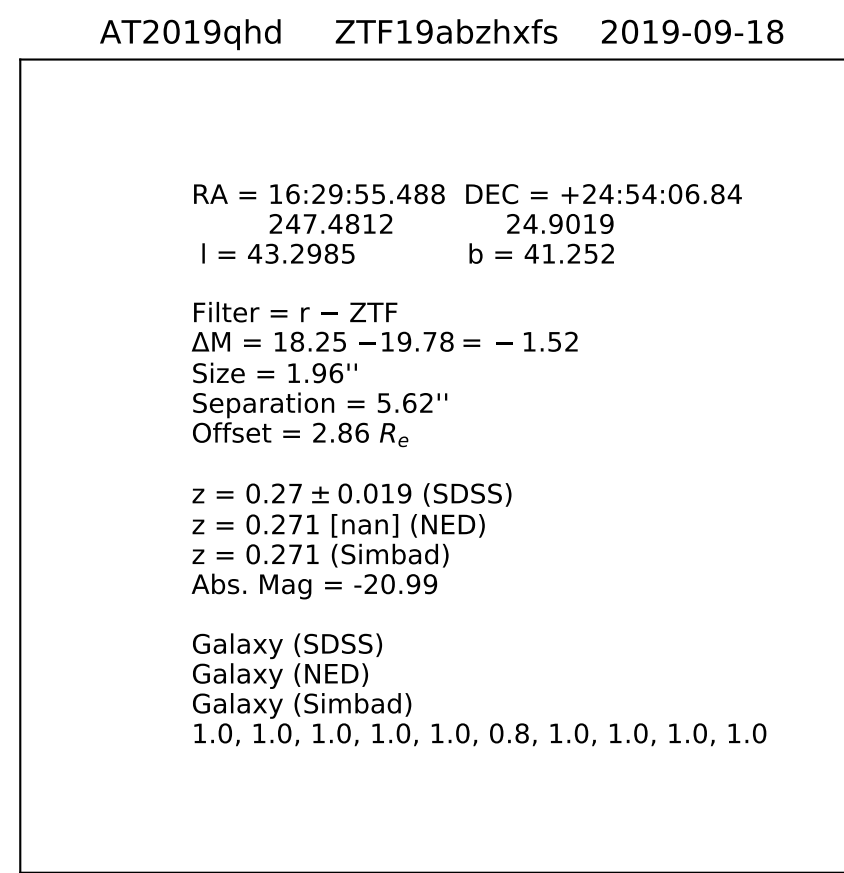 AT2019qhd ZTF19abzhxfs 2019-09-18
RA = 16:29:55.488 DEC = +24:54:06.84
247.4812 24.9019
l = 43.2985 b = 41.252
Filter = r − ZTF
ΔM = 18.25 −19.78 = − 1.52
Size = 1.96''
Separation = 5.62''
Offset = 2.86 Rₑ
z = 0.27 ± 0.019 (SDSS)
z = 0.271 [nan] (NED)
z = 0.271 (Simbad)
Abs. Mag = -20.99
Galaxy (SDSS)
Galaxy (NED)
Galaxy (Simbad)
1.0, 1.0, 1.0, 1.0, 1.0, 0.8, 1.0, 1.0, 1.0, 1.0